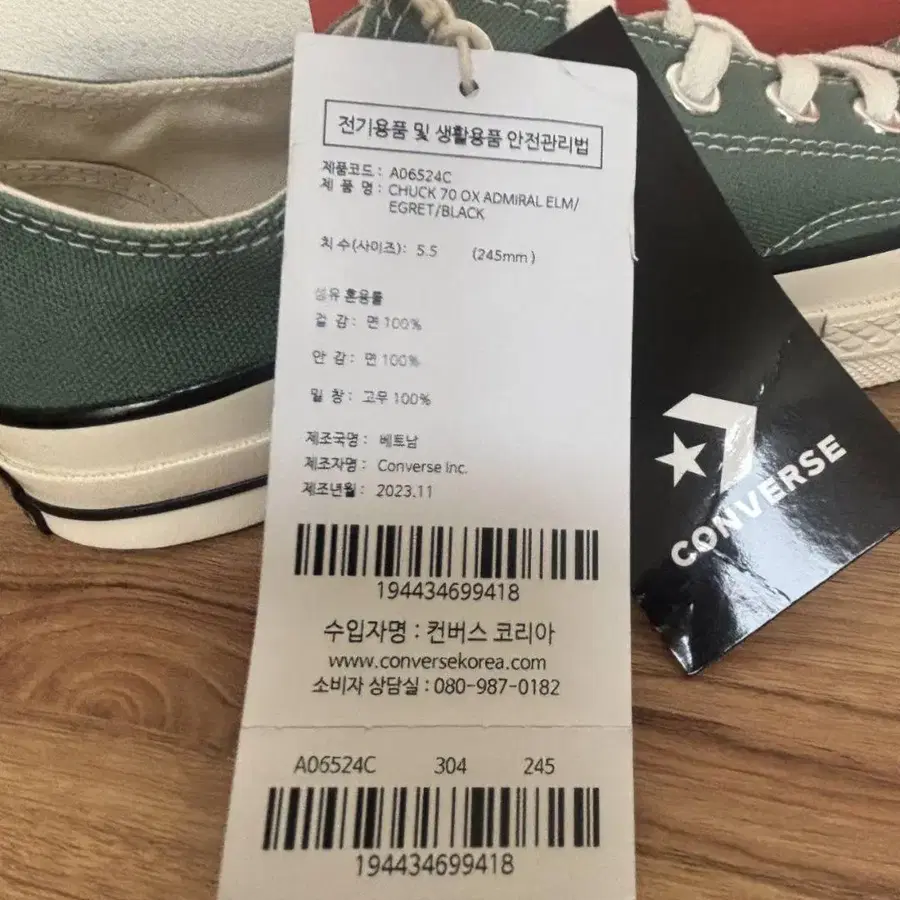 전기용품 및 생활용품 안전관리법
제품코드 : A06524C
제 품 명 : CHUCK 70 OX ADMIRAL ELM/
EGRET/BLACK
치 수(사이즈) : 5.5 (245mm)
섬유 혼용률
겉 감 : 면 100%
안 감 : 면 100%
밑 창 : 고무 100%
제조국명 : 베트남
제조자명 : Converse Inc.
제조년월 : 2023.11
194434699418
수입자명 : 컨버스 코리아
www.conversekorea.com
소비자 상담실 : 080-987-0182
A06524C 304 245
194434699418
CONVERSE